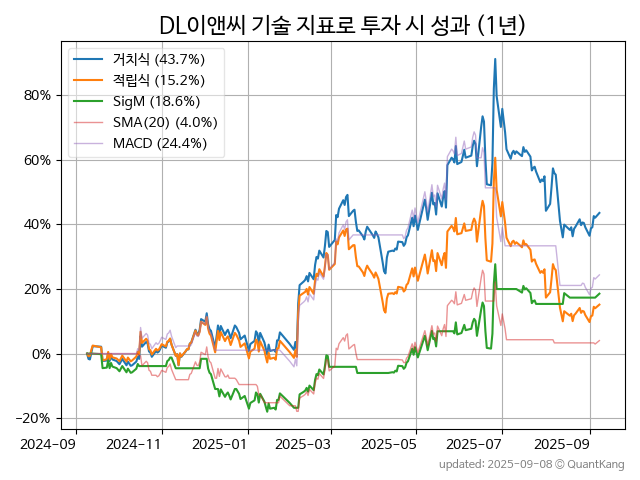 DL이앤씨 기술 지표로 투자 시 성과 (1년)
거치식 (43.7%)
적립식 (15.2%)
SigM (18.6%)
SMA(20) (4.0%)
MACD (24.4%)
80%
60%
40%
20%
0%
−20%
2024-09 2024-11 2025-01 2025-03 2025-05 2025-07 2025-09
updated: 2025-09-08 © QuantKang